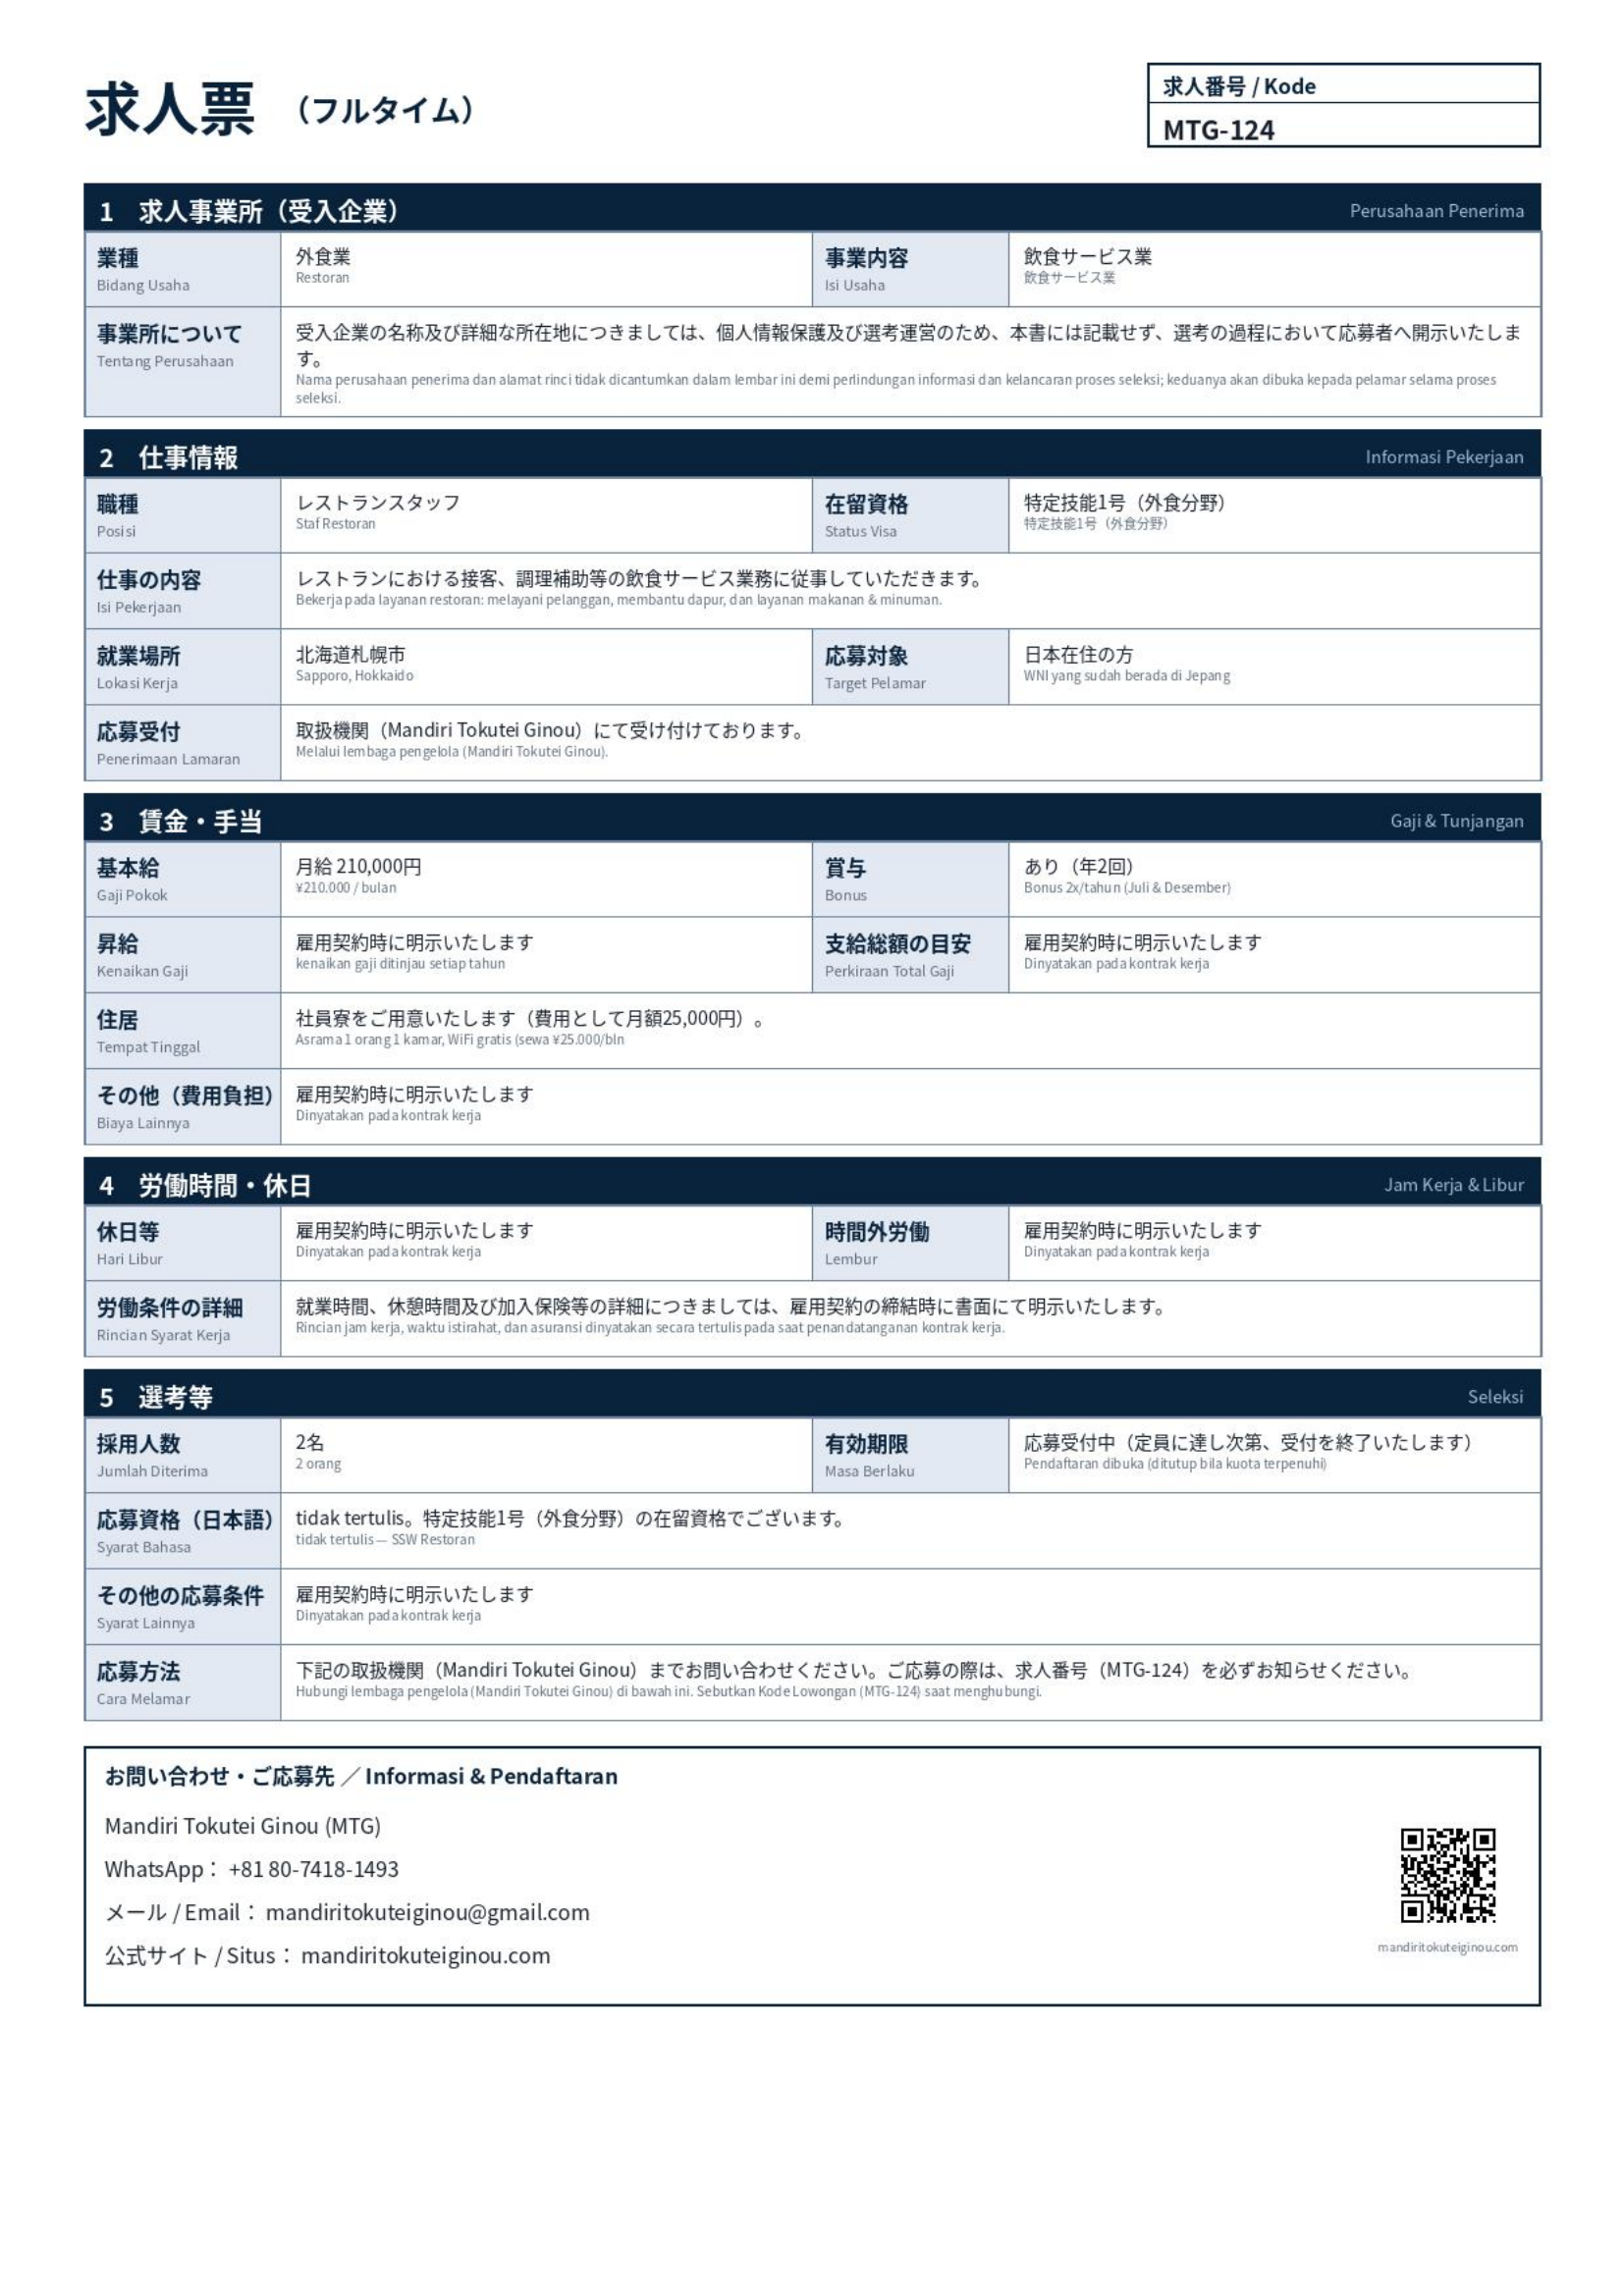 求人票 （フルタイム）
求人番号 / Kode
MTG-124
1 求人事業所（受入企業） Perusahaan Penerima
業種 外食業 事業内容 飲食サービス業
Bidang Usaha Restoran Isi Usaha 飲食サービス業
事業所について 受入企業の名称及び詳細な所在地につきましては、個人情報保護及び選考運営のため、本書には記載せず、選考の過程において応募者へ開示いたしま
Tentang Perusahaan す。
Nama perusahaan penerima dan alamat rinci tidak dicantumkan dalam lembar ini demi perlindungan informasi dan kelancaran proses seleksi; keduanya akan dibuka kepada pelamar selama proses
seleksi.
2 仕事情報 Informasi Pekerjaan
職種 レストランスタッフ 在留資格 特定技能1号（外食分野）
Posisi Staf Restoran Status Visa 特定技能1号（外食分野）
仕事の内容 レストランにおける接客、調理補助等の飲食サービス業務に従事していただきます。
Isi Pekerjaan Bekerja pada layanan restoran: melayani pelanggan, membantu dapur, dan layanan makanan & minuman.
就業場所 北海道札幌市 応募対象 日本在住の方
Lokasi Kerja Sapporo, Hokkaido Target Pelamar WNI yang sudah berada di Jepang
応募受付 取扱機関（Mandiri Tokutei Ginou）にて受け付けております。
Penerimaan Lamaran Melalui lembaga pengelola (Mandiri Tokutei Ginou).
3 賃金・手当 Gaji & Tunjangan
基本給 月給 210,000円 賞与 あり（年2回）
Gaji Pokok ¥210.000 / bulan Bonus Bonus 2x/tahun (Juli & Desember)
昇給 雇用契約時に明示いたします 支給総額の目安 雇用契約時に明示いたします
Kenaikan Gaji kenaikan gaji ditinjau setiap tahun Perkiraan Total Gaji Dinyatakan pada kontrak kerja
住居 社員寮をご用意いたします（費用として月額25,000円）。
Tempat Tinggal Asrama 1 orang 1 kamar, WiFi gratis (sewa ¥25.000/bln
その他（費用負担） 雇用契約時に明示いたします
Biaya Lainnya Dinyatakan pada kontrak kerja
4 労働時間・休日 Jam Kerja & Libur
休日等 雇用契約時に明示いたします 時間外労働 雇用契約時に明示いたします
Hari Libur Dinyatakan pada kontrak kerja Lembur Dinyatakan pada kontrak kerja
労働条件の詳細 就業時間、休憩時間及び加入保険等の詳細につきましては、雇用契約の締結時に書面にて明示いたします。
Rincian Syarat Kerja Rincian jam kerja, waktu istirahat, dan asuransi dinyatakan secara tertulis pada saat penandatanganan kontrak kerja.
5 選考等 Seleksi
採用人数 2名 有効期限 応募受付中（定員に達し次第、受付を終了いたします）
Jumlah Diterima 2 orang Masa Berlaku Pendaftaran dibuka (ditutup bila kuota terpenuhi)
応募資格（日本語） tidak tertulis。特定技能1号（外食分野）の在留資格でございます。
Syarat Bahasa tidak tertulis — SSW Restoran
その他の応募条件 雇用契約時に明示いたします
Syarat Lainnya Dinyatakan pada kontrak kerja
応募方法 下記の取扱機関（Mandiri Tokutei Ginou）までお問い合わせください。ご応募の際は、求人番号（MTG-124）を必ずお知らせください。
Cara Melamar Hubungi lembaga pengelola (Mandiri Tokutei Ginou) di bawah ini. Sebutkan Kode Lowongan (MTG-124) saat menghubungi.
お問い合わせ・ご応募先 ／ Informasi & Pendaftaran
Mandiri Tokutei Ginou (MTG)
WhatsApp： +81 80-7418-1493
メール / Email： mandiritokuteiginou@gmail.com
公式サイト / Situs： mandiritokuteiginou.com
mandiritokuteiginou.com